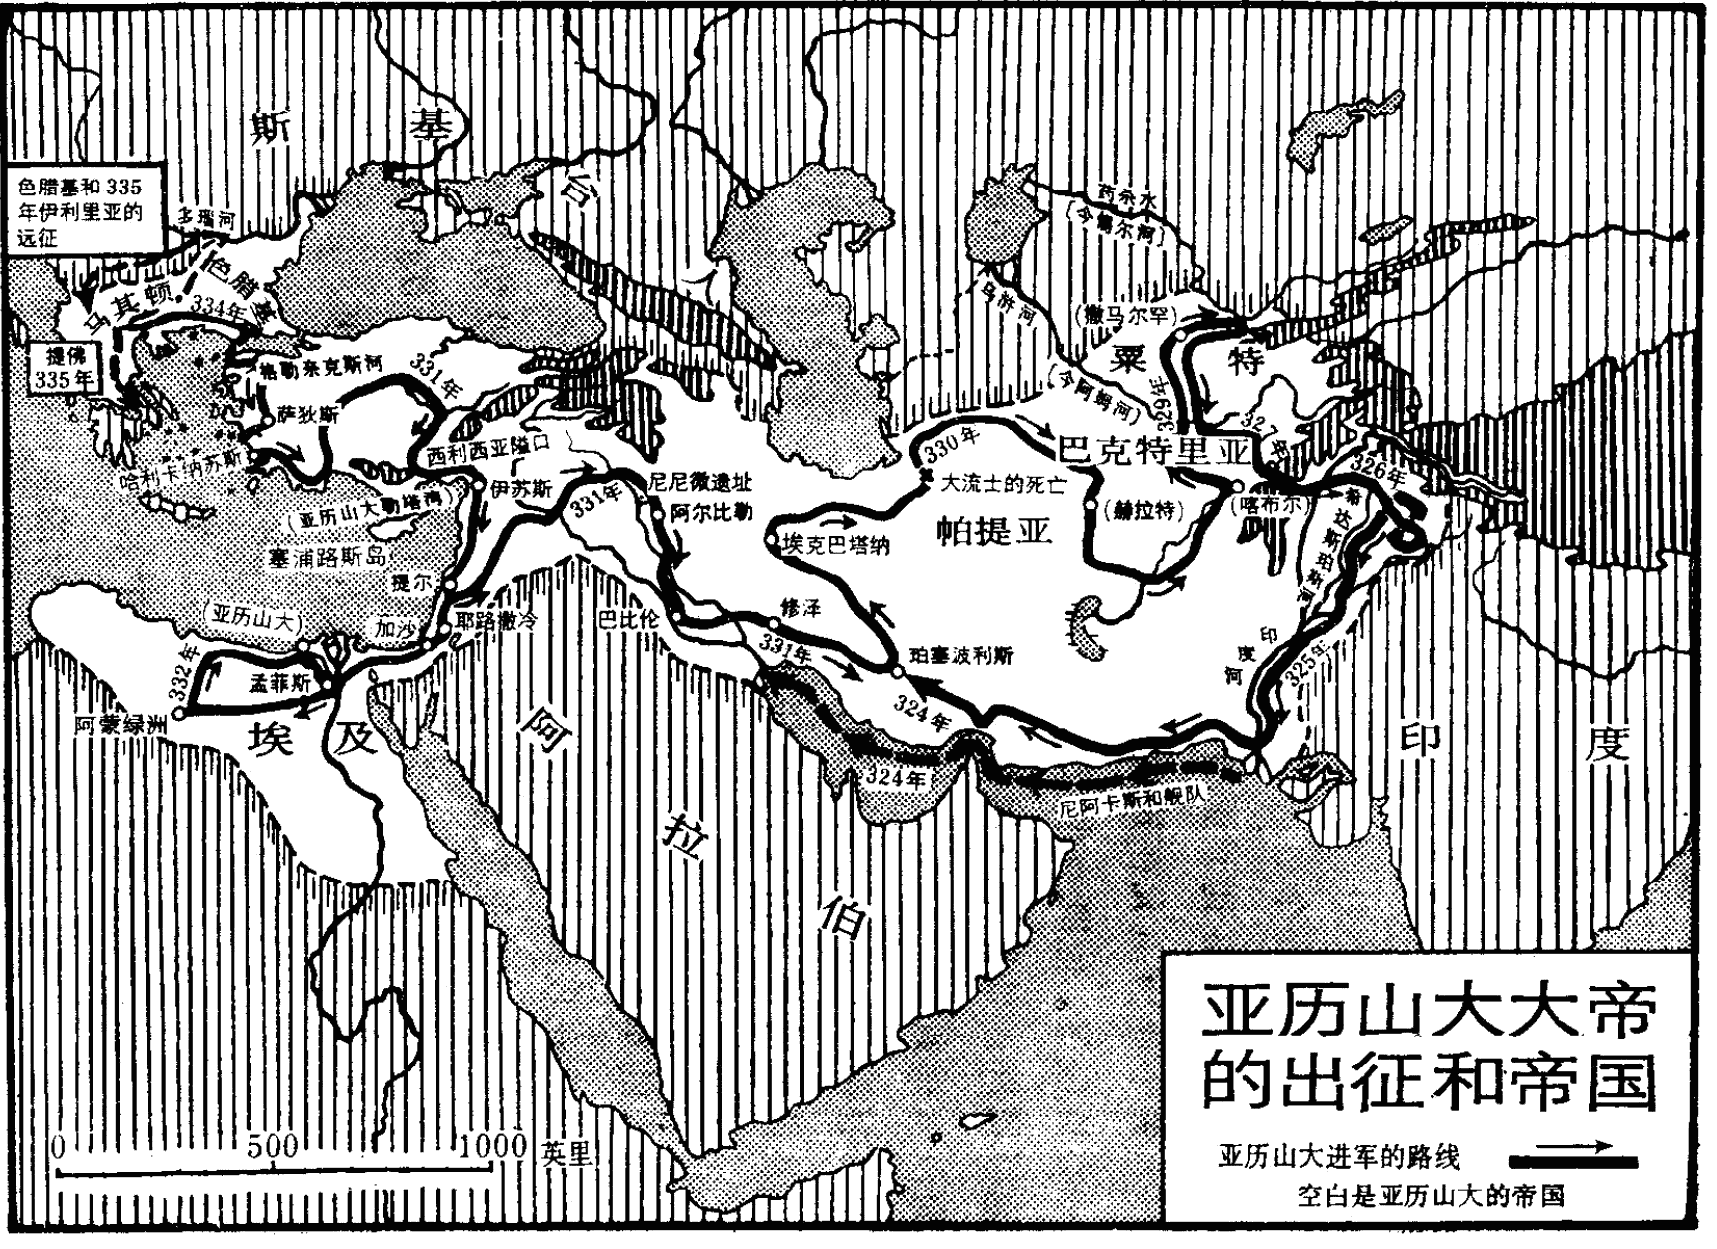 斯
基
台
色腊基和 335
年伊利里亚的
远征
多瑙河
色腊基
马其顿
334年
提佛
335年
格勒奈克斯河
331年
萨狄斯
哈利卡纳苏斯
西利西亚隘口
伊苏斯
(亚历山大勒塔湾)
塞浦路斯岛
提尔
(亚历山大)
加沙
耶路撒冷
332年
孟菲斯
阿蒙绿洲
埃及
331年
尼尼微遗址
阿尔比勒
巴比伦
修泽
331年
埃克巴塔纳
珀塞波利斯
330年
大流士的死亡
帕提亚
324年
324年
尼阿卡斯和舰队
药杀水
(今锡尔河)
乌浒河
(今阿姆河)
(撒马尔罕)
粟特
329年
327年
巴克特里亚
(赫拉特)
(喀布尔)
326年
希达斯珀斯河
印度河
325年
印度
阿拉伯
0 500 1000 英里
亚历山大大帝
的出征和帝国
亚历山大进军的路线
空白是亚历山大的帝国